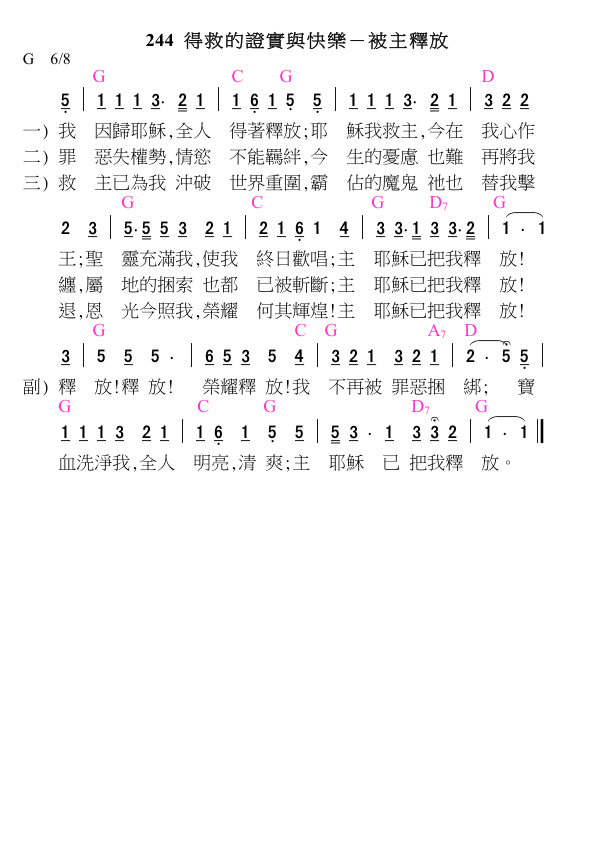 244 得救的證實與快樂－被主釋放
G 6/8
G C G D
5 | 1 1 1 3· 2 1 | 1 6 1 5 5 | 1 1 1 3· 2 1 | 3 2 2
一) 我 因歸耶穌,全人 得著釋放;耶 穌我救主,今在 我心作
二) 罪 惡失權勢,情慾 不能羈絆,今 生的憂慮 也難 再將我
三) 救 主已為我 沖破 世界重圍,霸 佔的魔鬼 祂也 替我擊
G C G D7 G
2 3 | 5· 5 5 3 2 1 | 2 1 6 1 4 | 3 3· 1 3 3· 2 | 1 · 1
王;聖 靈充滿我,使我 終日歡唱;主 耶穌已把我釋 放!
纏,屬 地的捆索 也都 已被斬斷;主 耶穌已把我釋 放!
退,恩 光今照我,榮耀 何其輝煌!主 耶穌已把我釋 放!
G C G A7 D
3 | 5 5 5 · | 6 5 3 5 4 | 3 2 1 3 2 1 | 2 · 5 5 |
副) 釋 放!釋 放! 榮耀釋 放!我 不再被 罪惡捆 綁; 寶
G C G D7 G
1 1 1 3 2 1 | 1 6 1 5 5 | 5 3 · 1 3 3 2 | 1 · 1 ‖
血洗淨我,全人 明亮,清 爽;主 耶穌 已 把我釋 放。